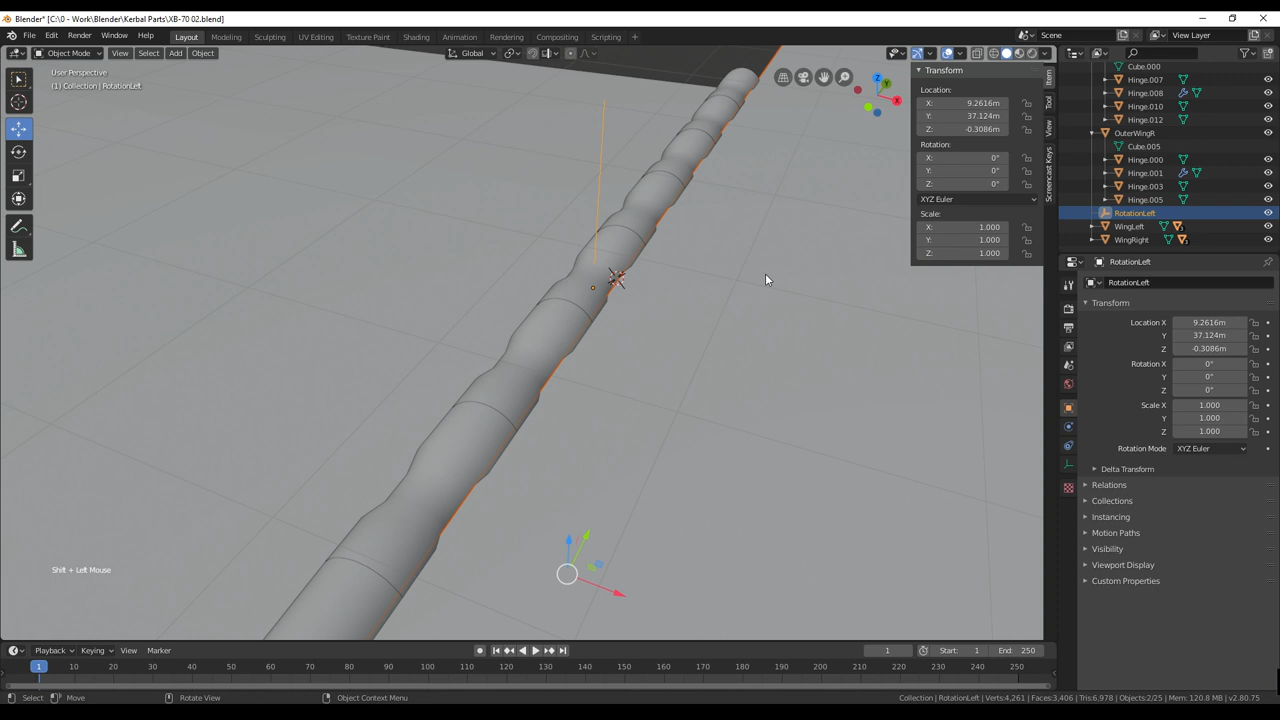 Blender* [C:\0 - Work\Blender\Kerbal Parts\XB-70 02.blend]
File Edit Render Window Help Layout Modeling Sculpting UV Editing Texture Paint Shading Animation Rendering Compositing Scripting + Scene View Layer
Object Mode View Select Add Object Global
User Perspective
(1) Collection | RotationLeft
Transform
Location:
X: 9.2616m
Y: 37.124m
Z: -0.3086m
Rotation:
X: 0°
Y: 0°
Z: 0°
XYZ Euler
Scale:
X: 1.000
Y: 1.000
Z: 1.000
Item
Tool
View
Screencast Keys
Z
Y
X
Cube.000
Hinge.007
Hinge.008
Hinge.010
Hinge.012
OuterWingR
Cube.005
Hinge.000
Hinge.001
Hinge.003
Hinge.005
RotationLeft
WingLeft
WingRight
RotationLeft
RotationLeft
Transform
Location X 9.2616m
Y 37.124m
Z -0.3086m
Rotation X 0°
Y 0°
Z 0°
Scale X 1.000
Y 1.000
Z 1.000
Rotation Mode XYZ Euler
Delta Transform
Relations
Collections
Instancing
Motion Paths
Visibility
Viewport Display
Custom Properties
Shift + Left Mouse
Playback Keying View Marker 1 Start: 1 End: 250
1 10 20 30 40 50 60 70 80 90 100 110 120 130 140 150 160 170 180 190 200 210 220 230 240 250
Select Move Rotate View Object Context Menu Collection | RotationLeft | Verts:4,261 | Faces:3,406 | Tris:6,978 | Objects:2/25 | Mem: 120.8 MB | v2.80.75